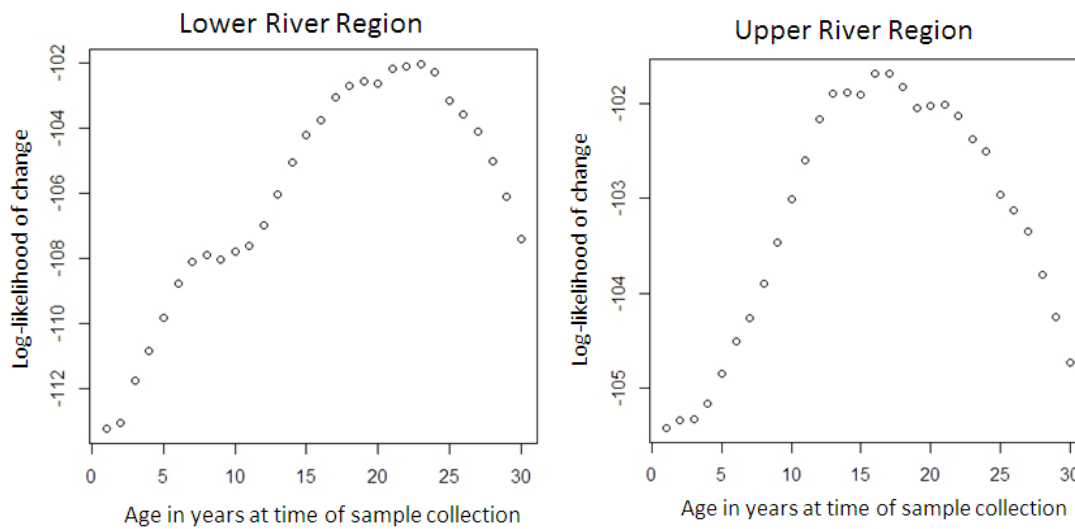 Lower River Region
Log-likelihood of change
-102
-104
-106
-108
-110
-112
0 5 10 15 20 25 30
Age in years at time of sample collection
Upper River Region
Log-likelihood of change
-102
-103
-104
-105
0 5 10 15 20 25 30
Age in years at time of sample collection